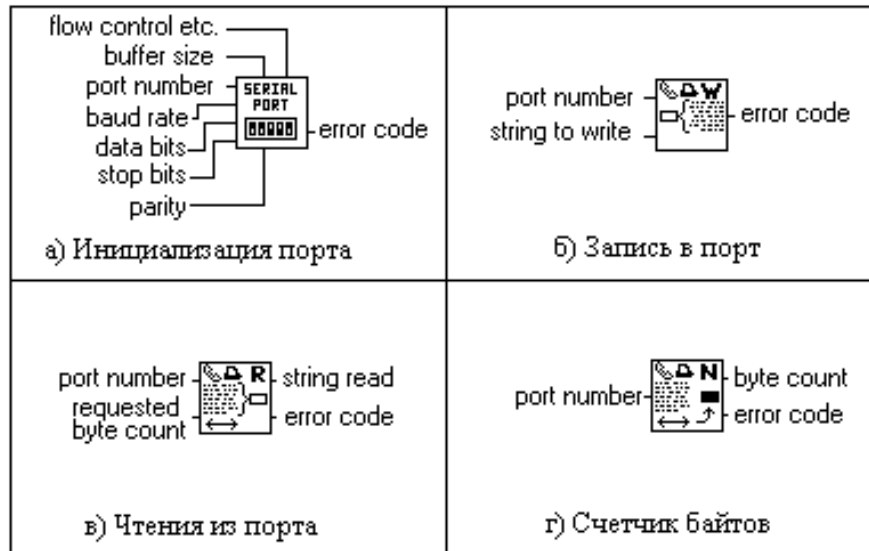 flow control etc.
buffer size
port number
baud rate
data bits
stop bits
parity
SERIAL
PORT
error code
а) Инициализация порта
port number
string to write
W
error code
б) Запись в порт
port number
requested
byte count
R
string read
error code
в) Чтения из порта
port number
N
byte count
error code
г) Счетчик байтов